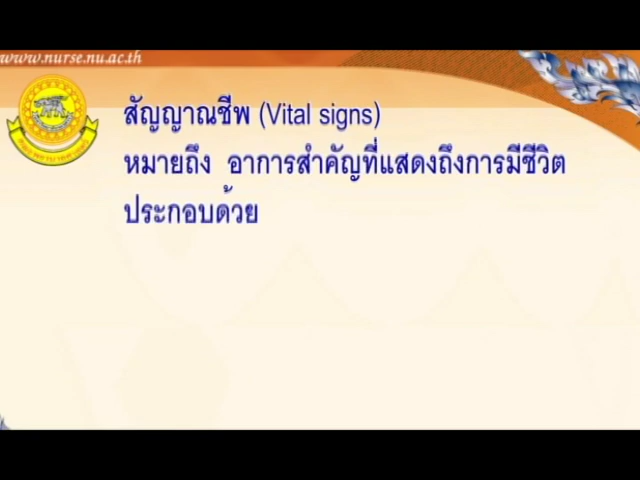 www.nurse.nu.ac.th
สัญญาณชีพ (Vital signs)
หมายถึง อาการสำคัญที่แสดงถึงการมีชีวิต
ประกอบด้วย